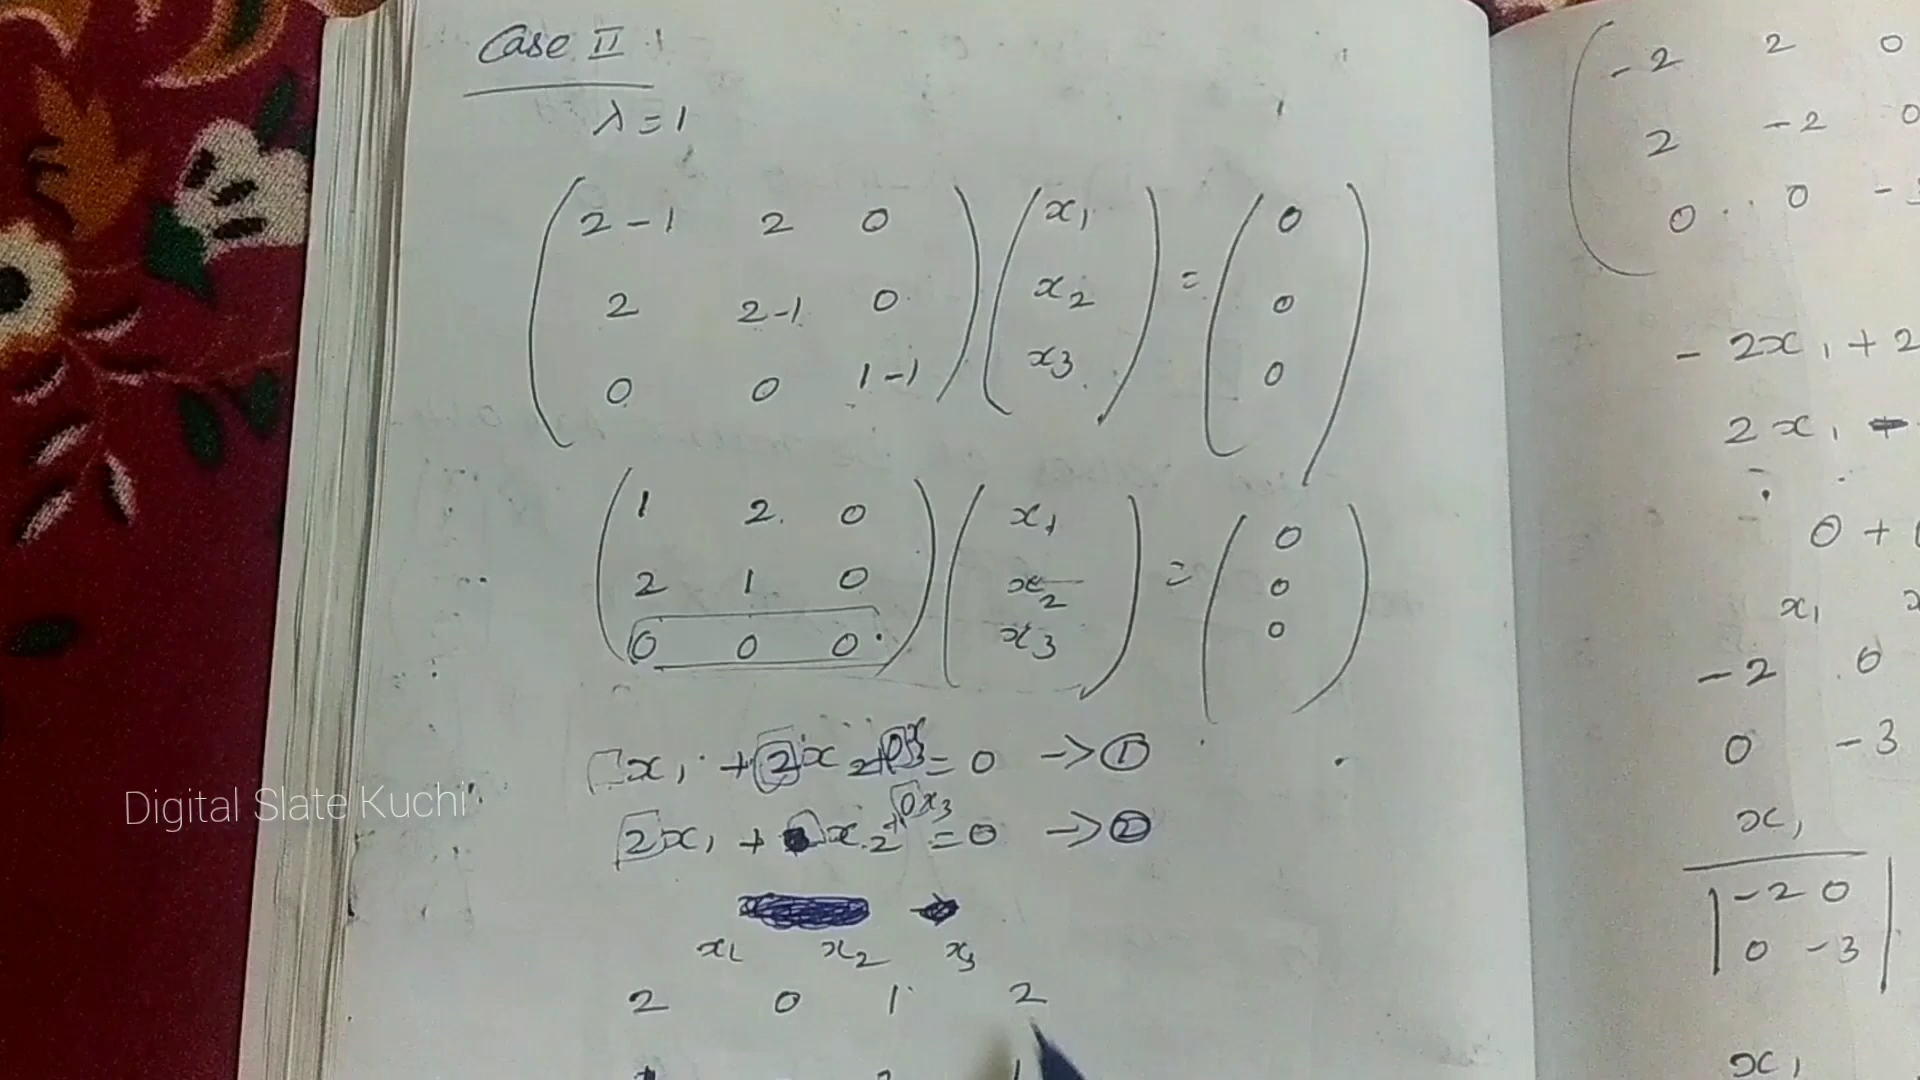 Case II
λ = 1
2-1 2 0 x1 0
2 2-1 0 x2 = 0
0 0 1-1 x3 0
1 2 0 x1 0
2 1 0 x2 = 0
0 0 0 x3 0
x1 + 2x2 + 0x3 = 0 → ①
2x1 + x2 + 0x3 = 0 → ②
x1 x2 x3
2 0 1 2
Digital Slate Kuchi
-2 2 0
2 -2 0
0 0 -
- 2x1 + 2
2x1
0 +
x1
-2 0
0 -3
x1
-2 0
0 -3
x1